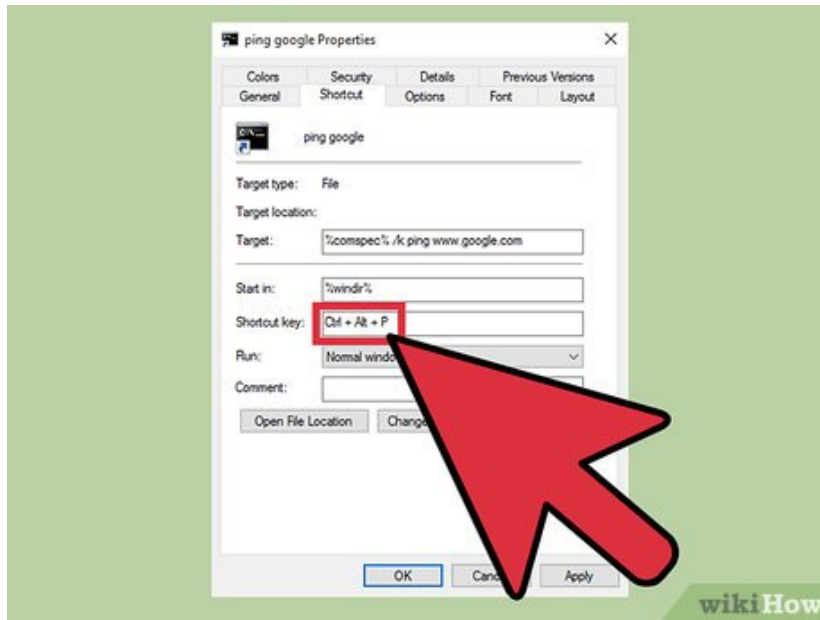 ping google Properties
Colors Security Details Previous Versions
General Shortcut Options Font Layout
C:\
ping google
Target type: File
Target location:
Target: %comspec% /k ping www.google.com
Start in: %windir%
Shortcut key: Ctrl + Alt + P
Run: Normal
Comment:
Open File Location Change
OK Apply
wikiHow